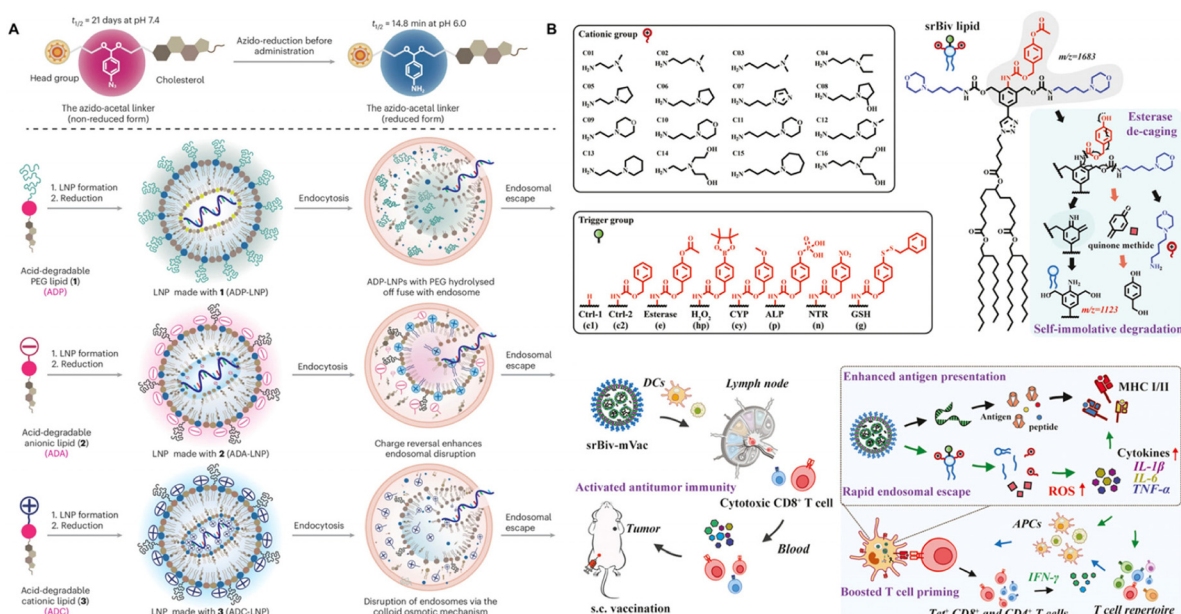 A
t1/2 = 21 days at pH 7.4
Azido-reduction before
administration
t1/2 = 14.8 min at pH 6.0
Head group
Cholesterol
N3
NH2
The azido-acetal linker
(non-reduced form)
The azido-acetal linker
(reduced form)
1. LNP formation
2. Reduction
Endocytosis
Endosomal
escape
Acid-degradable
PEG lipid (1)
(ADP)
LNP made with 1 (ADP-LNP)
ADP-LNPs with PEG hydrolysed
off fuse with endosome
1. LNP formation
2. Reduction
Endocytosis
Endosomal
escape
Acid-degradable
anionic lipid (2)
(ADA)
LNP made with 2 (ADA-LNP)
Charge reversal enhances
endosomal disruption
1. LNP formation
2. Reduction
Endocytosis
Endosomal
escape
Acid-degradable
cationic lipid (3)
(ADC)
LNP made with 3 (ADC-LNP)
Disruption of endosomes via the
colloid osmotic mechanism
B
Cationic group
C01
C02
C03
C04
C05
C06
C07
C08
C09
C10
C11
C12
C13
C14
C15
C16
Trigger group
Ctrl-1
(c1)
Ctrl-2
(c2)
Esterase
(e)
H2O2
(hp)
CYP
(cy)
ALP
(p)
NTR
(n)
GSH
(g)
srBiv lipid
m/z=1683
Esterase
de-caging
quinone methide
m/z=1123
Self-immolative degradation
DCs
Lymph node
srBiv-mVac
Activated antitumor immunity
Cytotoxic CD8+ T cell
Tumor
Blood
s.c. vaccination
Enhanced antigen presentation
MHC I/II
Antigen
peptide
Cytokines
IL-1β
IL-6
TNF-α
ROS
Rapid endosomal escape
APCs
IFN-γ
Boosted T cell priming
Tet+ CD8+ and CD4+ T cells
T cell repertoire